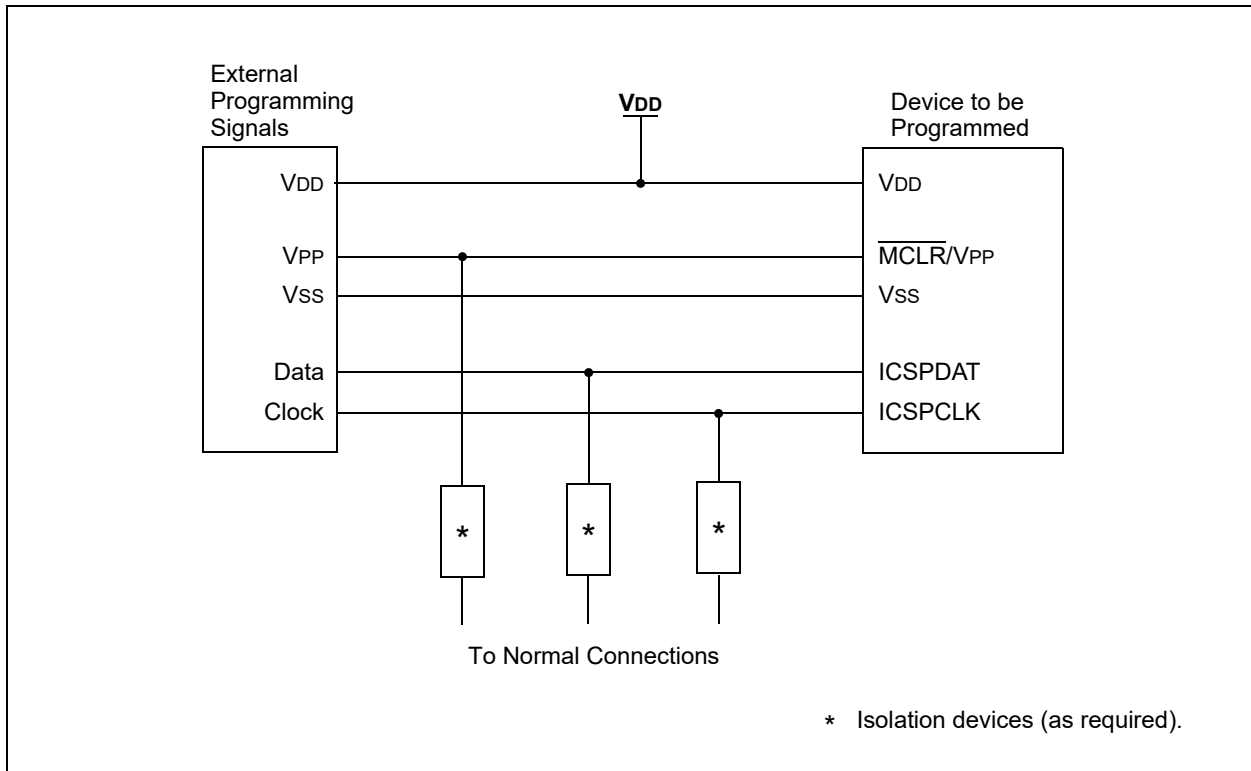 External
Programming
Signals
VDD
Device to be
Programmed
VDD
VDD
VPP
MCLR/VPP
VSS
VSS
Data
ICSPDAT
Clock
ICSPCLK
* * *
To Normal Connections
* Isolation devices (as required).